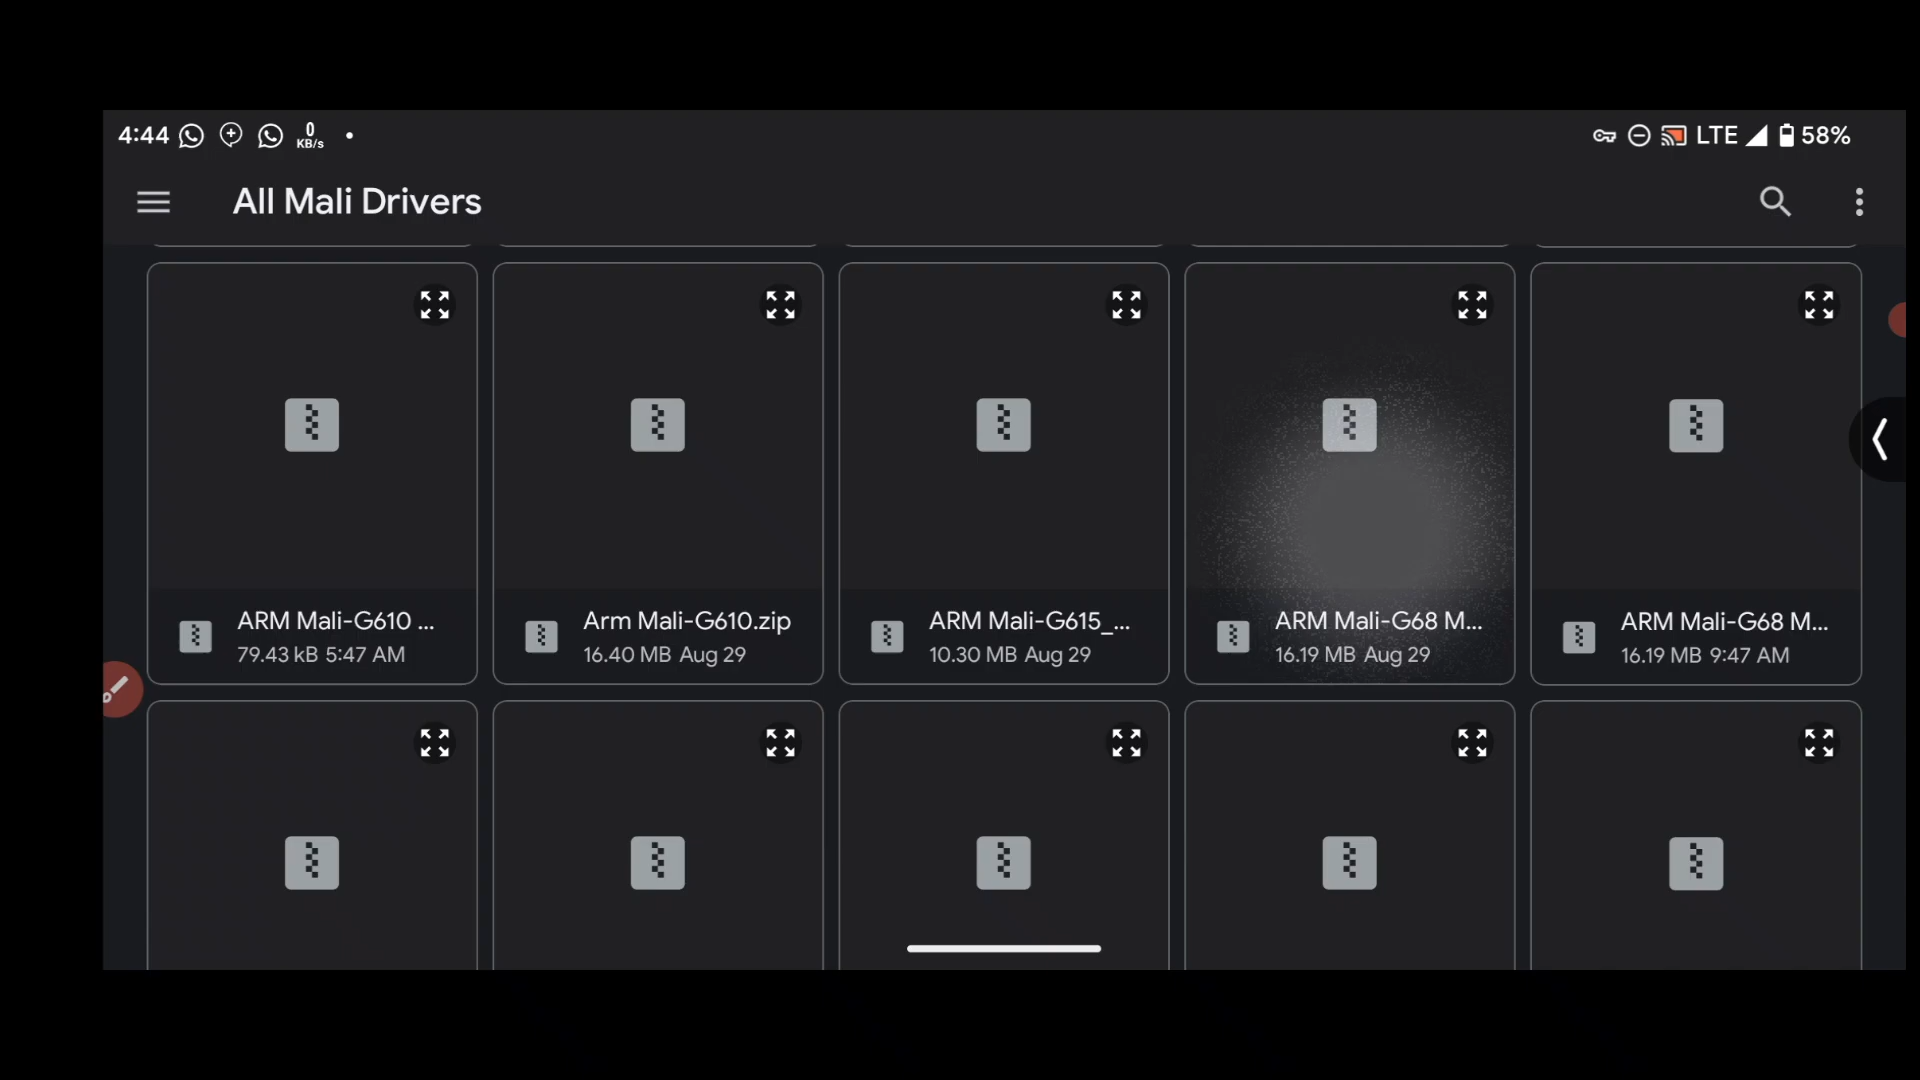 4:44 0 KB/s LTE 58%
All Mali Drivers
ARM Mali-G610 ...
79.43 kB 5:47 AM
Arm Mali-G610.zip
16.40 MB Aug 29
ARM Mali-G615_...
10.30 MB Aug 29
ARM Mali-G68 M...
16.19 MB Aug 29
ARM Mali-G68 M...
16.19 MB 9:47 AM